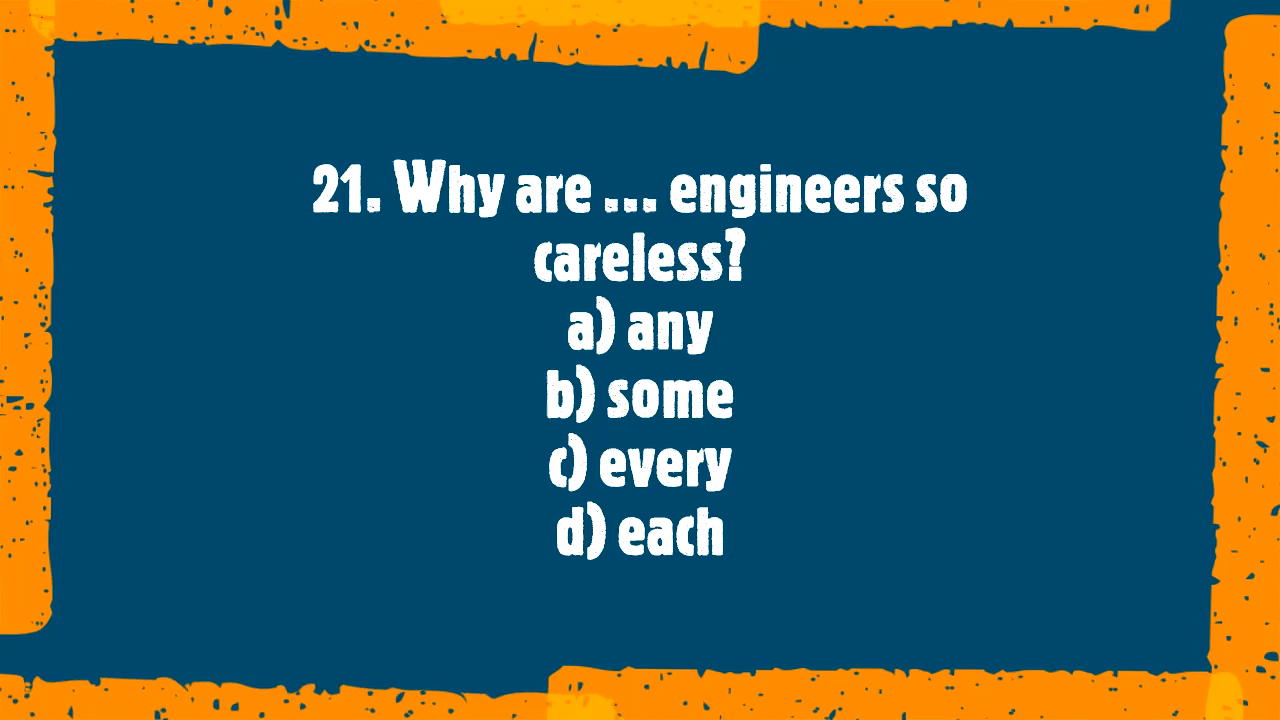 21. Why are ... engineers so
careless?
a) any
b) some
c) every
d) each